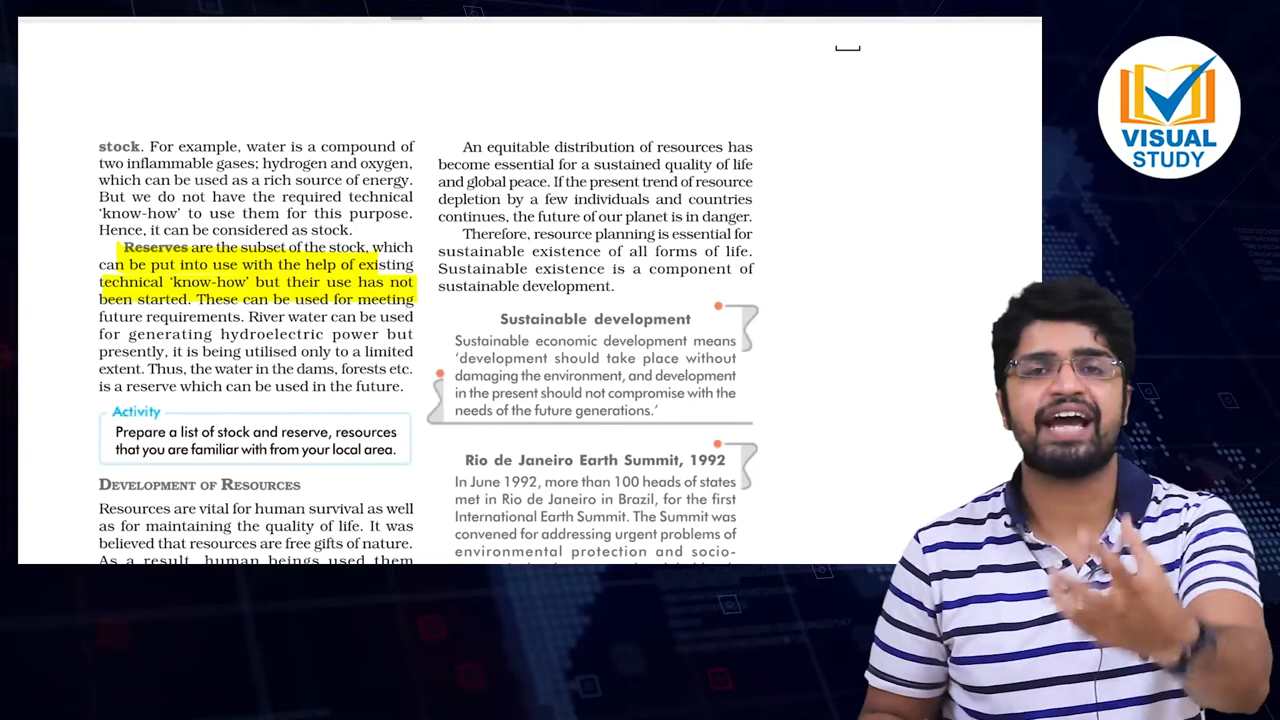 stock. For example, water is a compound of
two inflammable gases; hydrogen and oxygen,
which can be used as a rich source of energy.
But we do not have the required technical
‘know-how’ to use them for this purpose.
Hence, it can be considered as stock.
Reserves are the subset of the stock, which
can be put into use with the help of existing
technical ‘know-how’ but their use has not
been started. These can be used for meeting
future requirements. River water can be used
for generating hydroelectric power but
presently, it is being utilised only to a limited
extent. Thus, the water in the dams, forests etc.
is a reserve which can be used in the future.
Activity
Prepare a list of stock and reserve, resources
that you are familiar with from your local area.
DEVELOPMENT OF RESOURCES
Resources are vital for human survival as well
as for maintaining the quality of life. It was
believed that resources are free gifts of nature.
As a result, human beings used them
An equitable distribution of resources has
become essential for a sustained quality of life
and global peace. If the present trend of resource
depletion by a few individuals and countries
continues, the future of our planet is in danger.
Therefore, resource planning is essential for
sustainable existence of all forms of life.
Sustainable existence is a component of
sustainable development.
Sustainable development
Sustainable economic development means
‘development should take place without
damaging the environment, and development
in the present should not compromise with the
needs of the future generations.’
Rio de Janeiro Earth Summit, 1992
In June 1992, more than 100 heads of states
met in Rio de Janeiro in Brazil, for the first
International Earth Summit. The Summit was
convened for addressing urgent problems of
environmental protection and socio-
VISUAL
STUDY